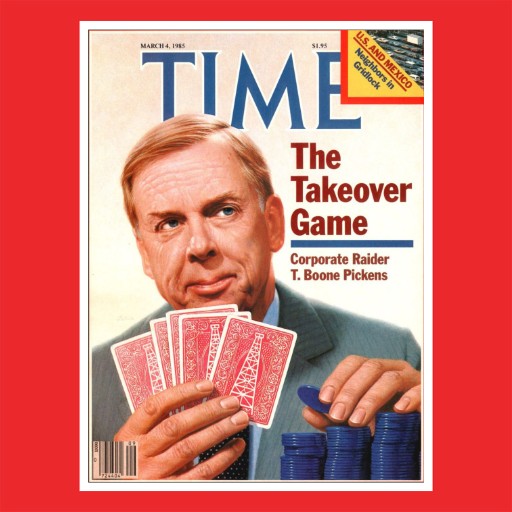 MARCH 4, 1985
$1.95
TIME
U.S. AND MEXICO
Neighbors in
Gridlock
The
Takeover
Game
Corporate Raider
T. Boone Pickens